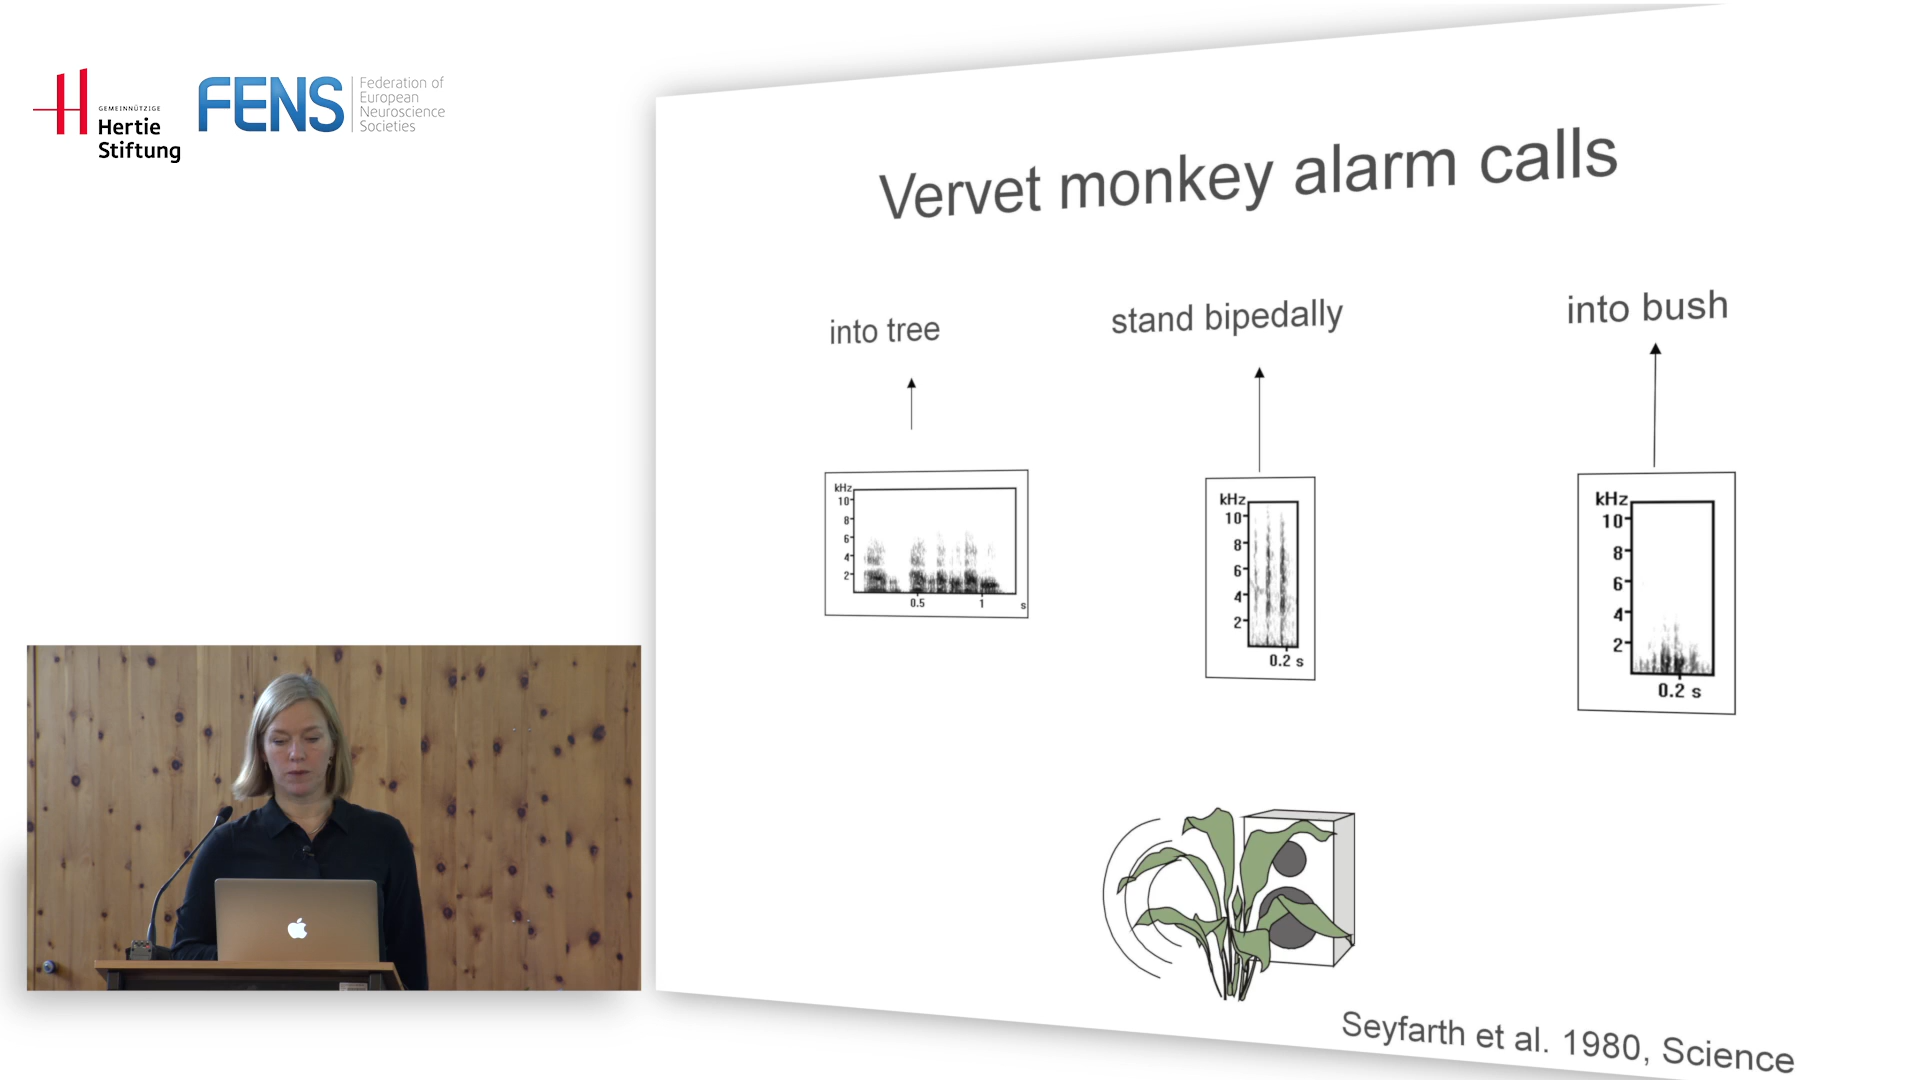 GEMEINNÜTZIGE
Hertie
Stiftung
FENS
Federation of
European
Neuroscience
Societies
Vervet monkey alarm calls
into tree
stand bipedally
into bush
kHz
10
8
6
4
2
0.5
1
s
kHz
10
8
6
4
2
0.2 s
kHz
10
8
6
4
2
0.2 s
Seyfarth et al. 1980, Science